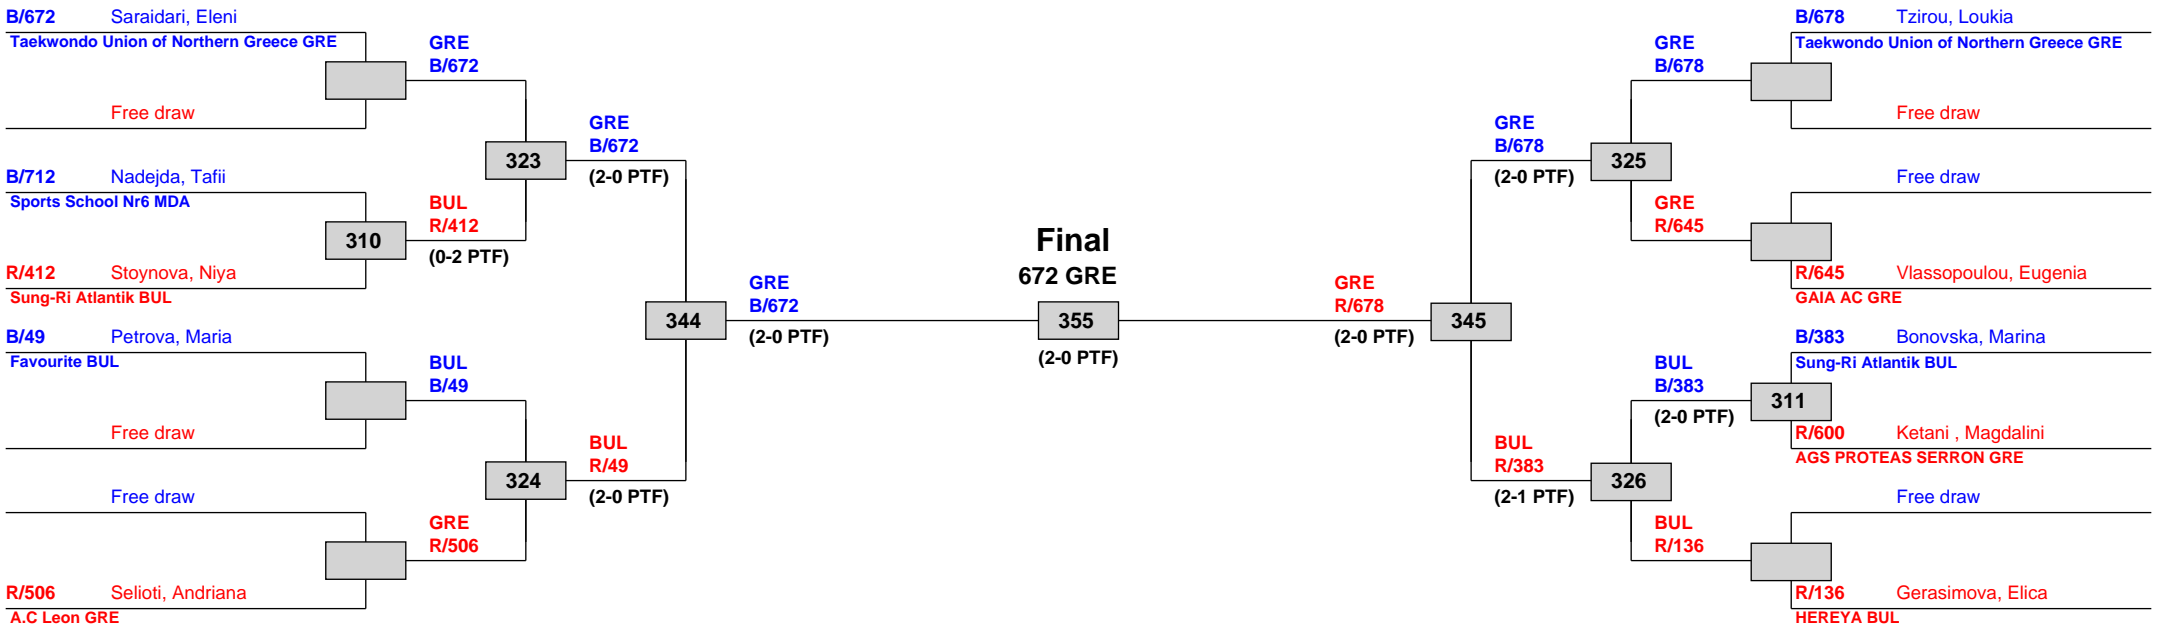 B/672 Saraidari, Eleni
Taekwondo Union of Northern Greece GRE
Free draw
B/712 Nadejda, Tafii
Sports School Nr6 MDA
R/412 Stoynova, Niya
Sung-Ri Atlantik BUL
B/49 Petrova, Maria
Favourite BUL
Free draw
Free draw
R/506 Selioti, Andriana
A.C Leon GRE
GRE
B/672
310
BUL
R/412
(0-2 PTF)
BUL
B/49
GRE
R/506
323
GRE
B/672
(2-0 PTF)
324
BUL
R/49
(2-0 PTF)
344
GRE
B/672
(2-0 PTF)
Final
672 GRE
355
(2-0 PTF)
GRE
R/678
(2-0 PTF)
345
GRE
B/678
(2-0 PTF)
325
BUL
R/383
(2-1 PTF)
326
GRE
B/678
GRE
R/645
BUL
B/383
(2-0 PTF)
311
BUL
R/136
B/678 Tzirou, Loukia
Taekwondo Union of Northern Greece GRE
Free draw
Free draw
R/645 Vlassopoulou, Eugenia
GAIA AC GRE
B/383 Bonovska, Marina
Sung-Ri Atlantik BUL
R/600 Ketani , Magdalini
AGS PROTEAS SERRON GRE
Free draw
R/136 Gerasimova, Elica
HEREYA BUL